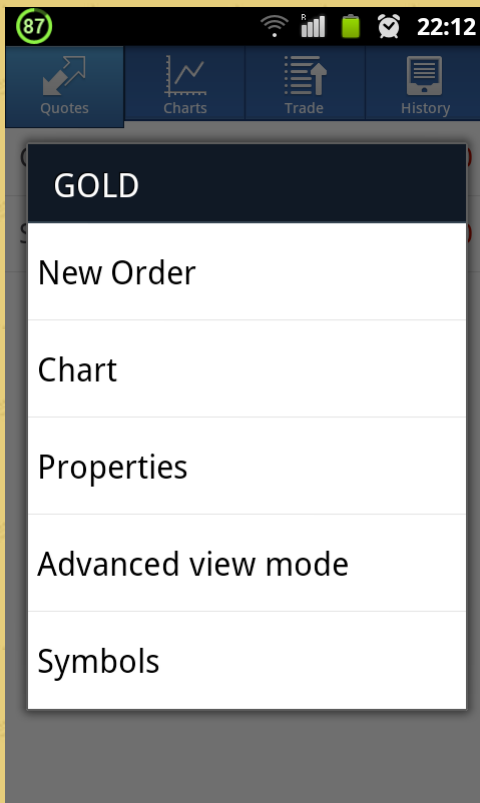 87
R
22:12
Quotes
Charts
Trade
History
GOLD
New Order
Chart
Properties
Advanced view mode
Symbols